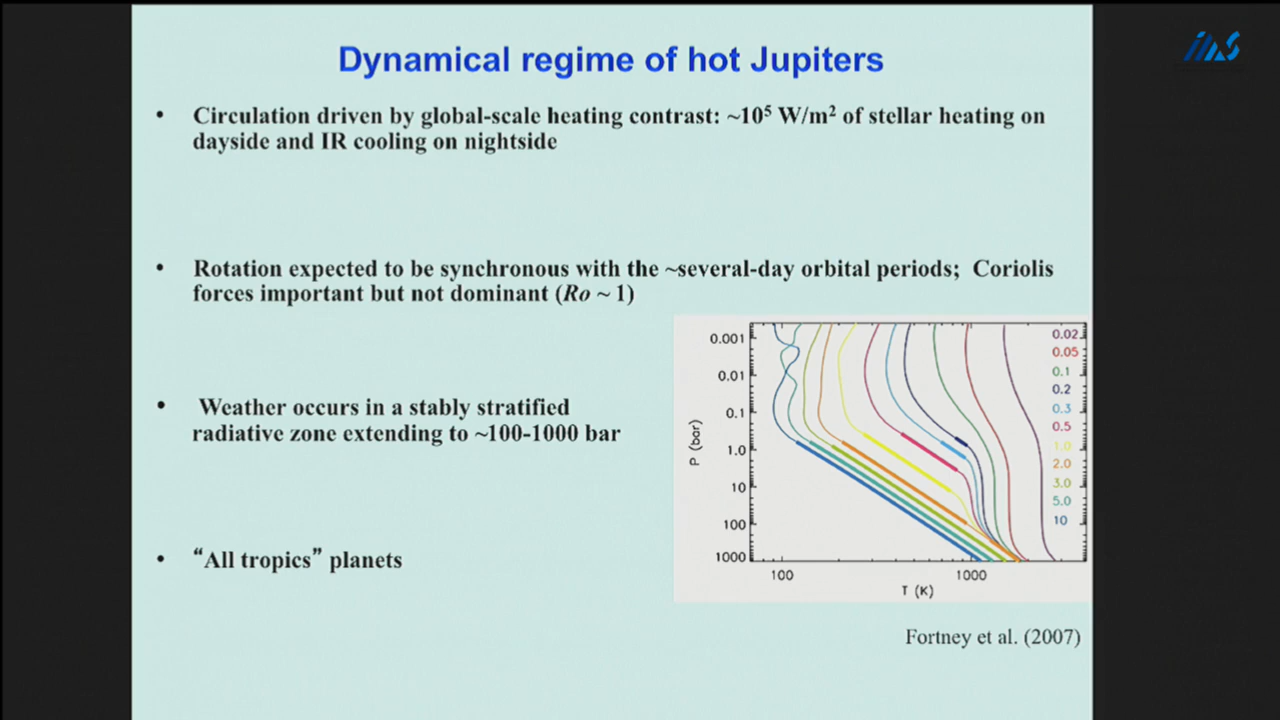 Dynamical regime of hot Jupiters
• Circulation driven by global-scale heating contrast: ~10⁵ W/m² of stellar heating on
dayside and IR cooling on nightside
• Rotation expected to be synchronous with the ~several-day orbital periods; Coriolis
forces important but not dominant (Ro ~ 1)
• Weather occurs in a stably stratified
radiative zone extending to ~100-1000 bar
• “All tropics” planets
P (bar)
0.001
0.01
0.1
1.0
10
100
1000
100
1000
T (K)
0.02
0.05
0.1
0.2
0.3
0.5
1.0
2.0
3.0
5.0
10
Fortney et al. (2007)